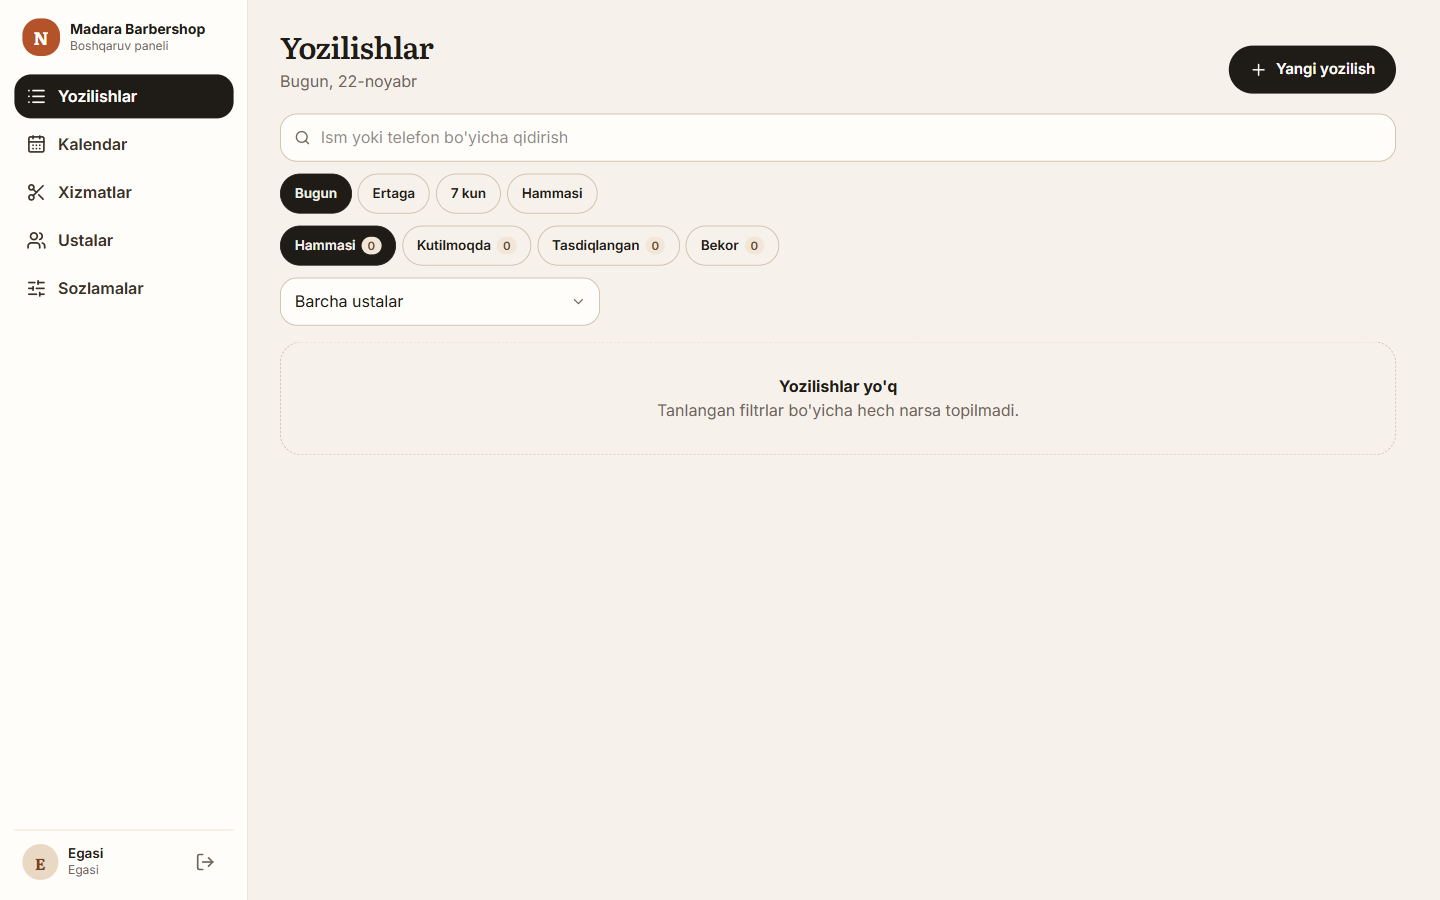 N
Madara Barbershop
Boshqaruv paneli
Yozilishlar
Kalendar
Xizmatlar
Ustalar
Sozlamalar
E
Egasi
Egasi
Yozilishlar
Bugun, 22-noyabr
Yangi yozilish
Ism yoki telefon bo'yicha qidirish
Bugun Ertaga 7 kun Hammasi
Hammasi 0 Kutilmoqda 0 Tasdiqlangan 0 Bekor 0
Barcha ustalar
Yozilishlar yo'q
Tanlangan filtrlar bo'yicha hech narsa topilmadi.